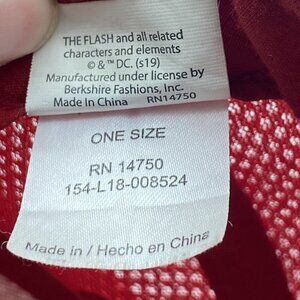 THE FLASH and all related
characters and elements
© & ™ DC. (s19)
Manufactured under license by
Berkshire Fashions, Inc.
Made In China RN14750
ONE SIZE
RN 14750
154-L18-008524
Made in / Hecho en China